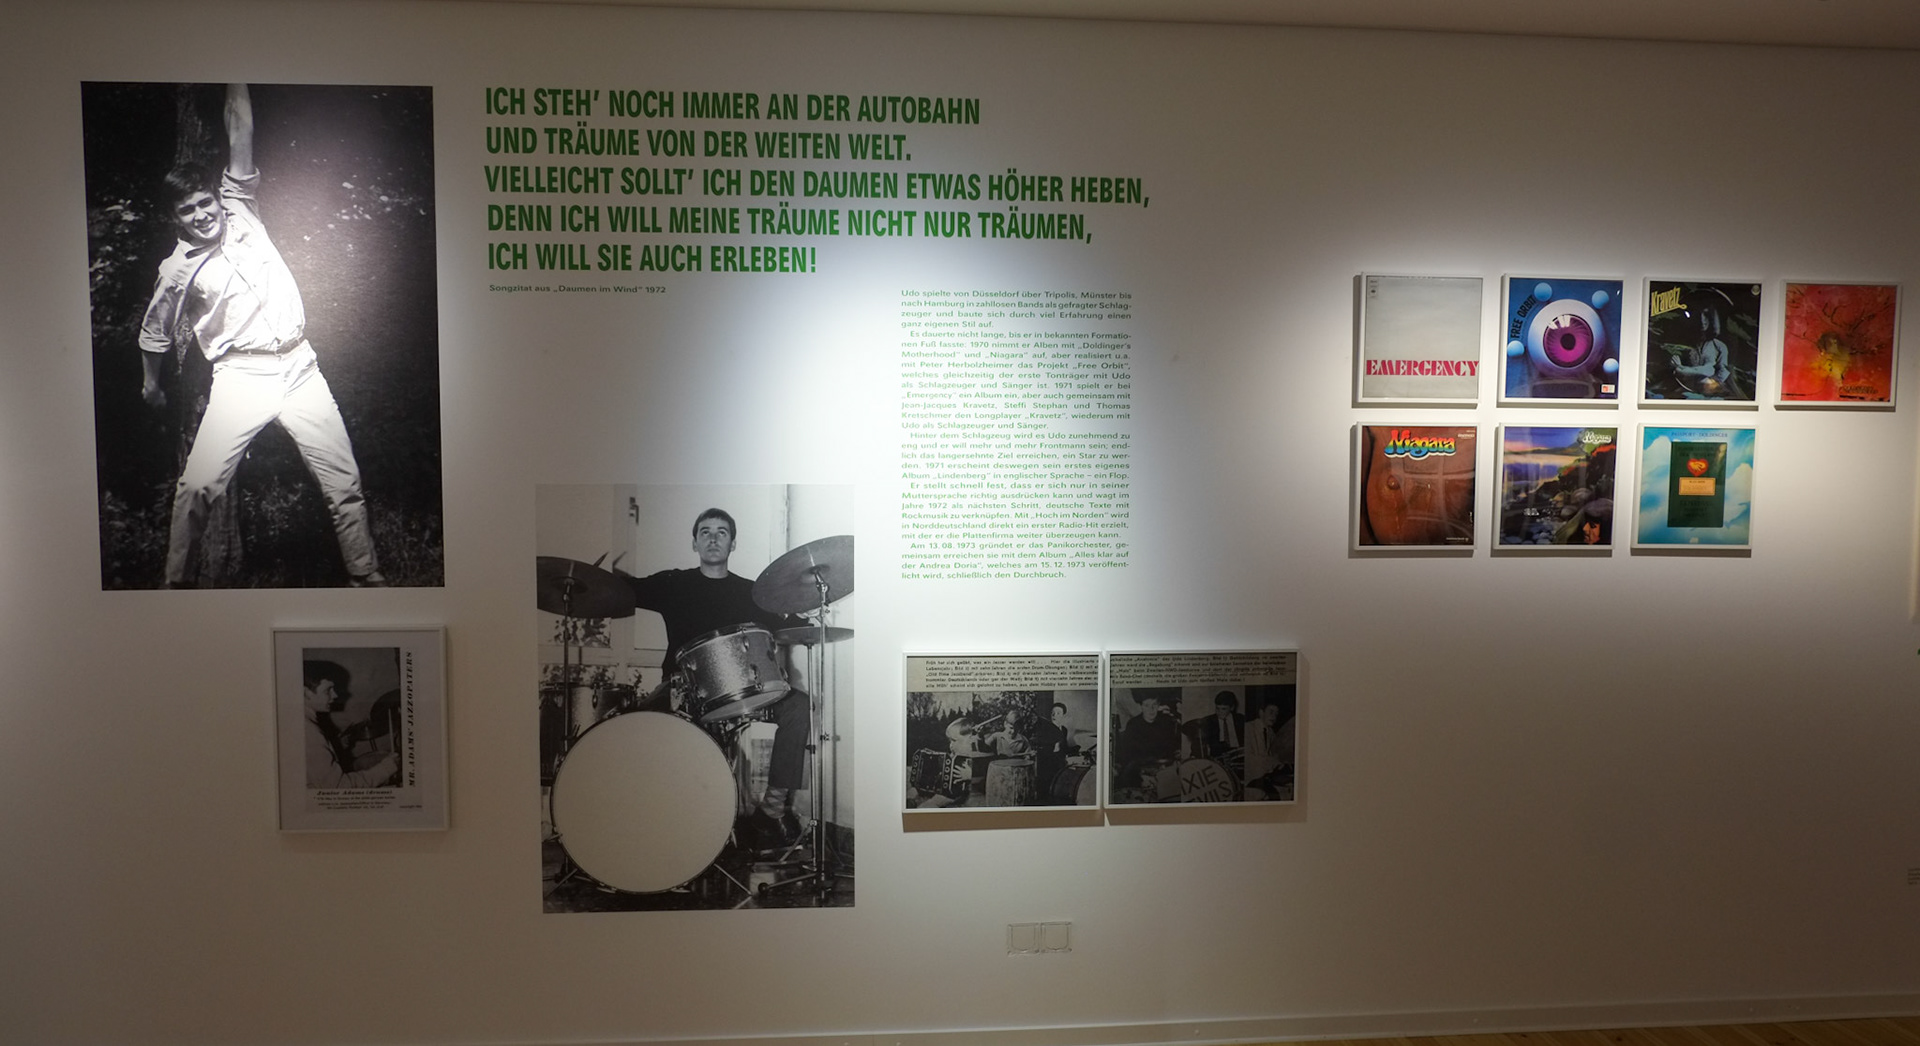 ICH STEH' NOCH IMMER AN DER AUTOBAHN
UND TRÄUME VON DER WEITEN WELT.
VIELLEICHT SOLLT' ICH DEN DAUMEN ETWAS HÖHER HEBEN,
DENN ICH WILL MEINE TRÄUME NICHT NUR TRÄUMEN,
ICH WILL SIE AUCH ERLEBEN!
Songzitat aus „Daumen im Wind" 1972
Udo spielte von Düsseldorf über Tripolis, Münster bis
nach Hamburg in zahllosen Bands als gefragter Schlag-
zeuger und baute sich durch viel Erfahrung einen
ganz eigenen Stil auf.
Es dauerte nicht lange, bis er in bekannten Formatio-
nen Fuß fasste: 1970 nimmt er Alben mit „Doldinger's
Motherhood" und „Niagara" auf, aber realisiert u.a.
mit Peter Herbolzheimer das Projekt „Free Orbit",
welches gleichzeitig der erste Tonträger mit Udo
als Schlagzeuger und Sänger ist. 1971 spielt er bei
„Emergency" ein Album ein, aber auch gemeinsam mit
Jean-Jacques Kravetz, Steffi Stephan und Thomas
Kretschmer den Longplayer „Kravetz", wiederum mit
Udo als Schlagzeuger und Sänger.
Hinter dem Schlagzeug wird es Udo zunehmend zu
eng und er will mehr und mehr Frontmann sein; end-
lich das langersehnte Ziel erreichen, ein Star zu wer-
den. 1971 erscheint deswegen sein erstes eigenes
Album „Lindenberg" in englischer Sprache – ein Flop.
Er stellt schnell fest, dass er sich nur in seiner
Muttersprache richtig ausdrücken kann und wagt im
Jahre 1972 als nächsten Schritt, deutsche Texte mit
Rockmusik zu verknüpfen. Mit „Hoch im Norden" wird
in Norddeutschland direkt ein erster Radio-Hit erzielt,
mit der er die Plattenfirma weiter überzeugen kann.
Am 13.08.1973 gründet er das Panikorchester, ge-
meinsam erreichen sie mit dem Album „Alles klar auf
der Andrea Doria", welches am 15.12.1973 veröffent-
licht wird, schließlich den Durchbruch.
EMERGENCY
FREE ORBIT
Kravetz
Niagara
MR. ADAMS' JAZZOPATERS
Junior Adams (drums)
IXIE
VILS